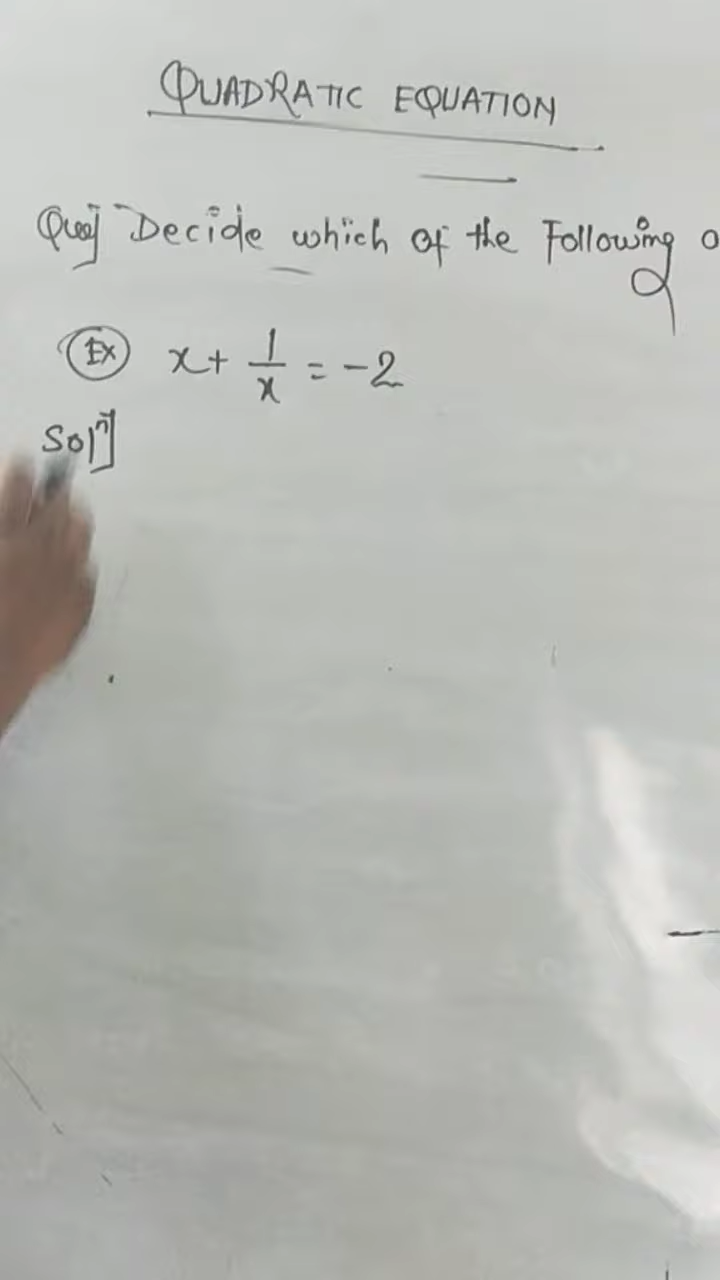 QUADRATIC EQUATION
Que] Decide which of the Following
Ex x + 1/x = -2
Solⁿ]